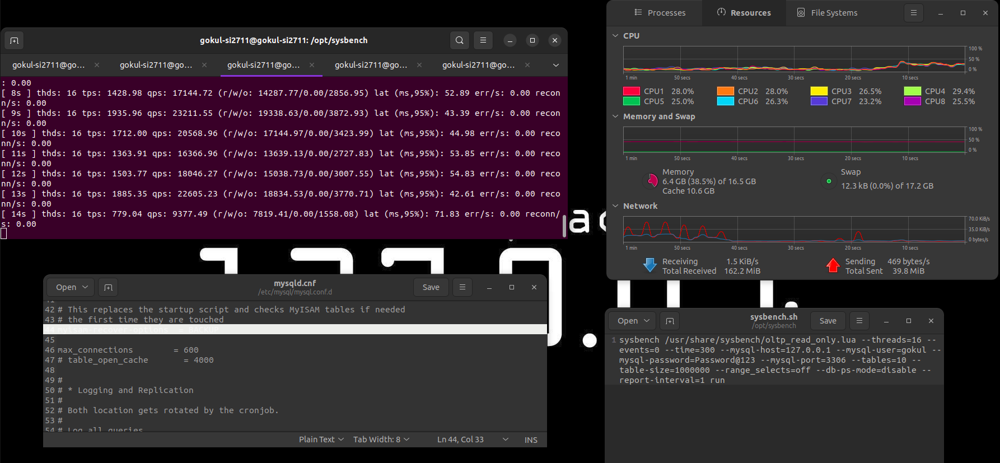 gokul-si2711@gokul-si2711: /opt/sysbench
gokul-si2711@go... × gokul-si2711@go... × gokul-si2711@go... × gokul-si2711@go... × gokul-si2711@go... ×
: 0.00
[ 8s ] thds: 16 tps: 1428.98 qps: 17144.72 (r/w/o: 14287.77/0.00/2856.95) lat (ms,95%): 52.89 err/s: 0.00 recon
n/s: 0.00
[ 9s ] thds: 16 tps: 1935.96 qps: 23211.55 (r/w/o: 19338.63/0.00/3872.93) lat (ms,95%): 43.39 err/s: 0.00 recon
n/s: 0.00
[ 10s ] thds: 16 tps: 1712.00 qps: 20568.96 (r/w/o: 17144.97/0.00/3423.99) lat (ms,95%): 44.98 err/s: 0.00 reco
nn/s: 0.00
[ 11s ] thds: 16 tps: 1363.91 qps: 16366.96 (r/w/o: 13639.13/0.00/2727.83) lat (ms,95%): 53.85 err/s: 0.00 reco
nn/s: 0.00
[ 12s ] thds: 16 tps: 1503.77 qps: 18046.27 (r/w/o: 15038.73/0.00/3007.55) lat (ms,95%): 54.83 err/s: 0.00 reco
nn/s: 0.00
[ 13s ] thds: 16 tps: 1885.35 qps: 22605.23 (r/w/o: 18834.53/0.00/3770.71) lat (ms,95%): 42.61 err/s: 0.00 reco
nn/s: 0.00
[ 14s ] thds: 16 tps: 779.04 qps: 9377.49 (r/w/o: 7819.41/0.00/1558.08) lat (ms,95%): 71.83 err/s: 0.00 reconn/
s: 0.00
Processes Resources File Systems
CPU
100 %
50 %
0 %
1 min 50 secs 40 secs 30 secs 20 secs 10 secs
CPU1 28.0% CPU2 28.0% CPU3 26.5% CPU4 29.4%
CPU5 25.0% CPU6 26.3% CPU7 23.2% CPU8 25.5%
Memory and Swap
100 %
50 %
0 %
1 min 50 secs 40 secs 30 secs 20 secs 10 secs
Memory
6.4 GB (38.5%) of 16.5 GB
Cache 10.6 GB
Swap
12.3 kB (0.0%) of 17.2 GB
Network
70.0 KiB/s
35.0 KiB/s
0 bytes/s
1 min 50 secs 40 secs 30 secs 20 secs 10 secs
Receiving 1.5 KiB/s
Total Received 162.2 MiB
Sending 469 bytes/s
Total Sent 39.8 MiB
Open mysqld.cnf Save
/etc/mysql/mysql.conf.d
42 # This replaces the startup script and checks MyISAM tables if needed
43 # the first time they are touched
44 myisam-recover-options = BACKUP
45
46 max_connections = 600
47 # table_open_cache = 4000
48
49 #
50 # * Logging and Replication
51 #
52 # Both location gets rotated by the cronjob.
53 #
54 # Log all queries
Plain Text Tab Width: 8 Ln 44, Col 33 INS
Open sysbench.sh Save
/opt/sysbench
1 sysbench /usr/share/sysbench/oltp_read_only.lua --threads=16 --
events=0 --time=300 --mysql-host=127.0.0.1 --mysql-user=gokul --
mysql-password=Password@123 --mysql-port=3306 --tables=10 --
table-size=1000000 --range_selects=off --db-ps-mode=disable --
report-interval=1 run